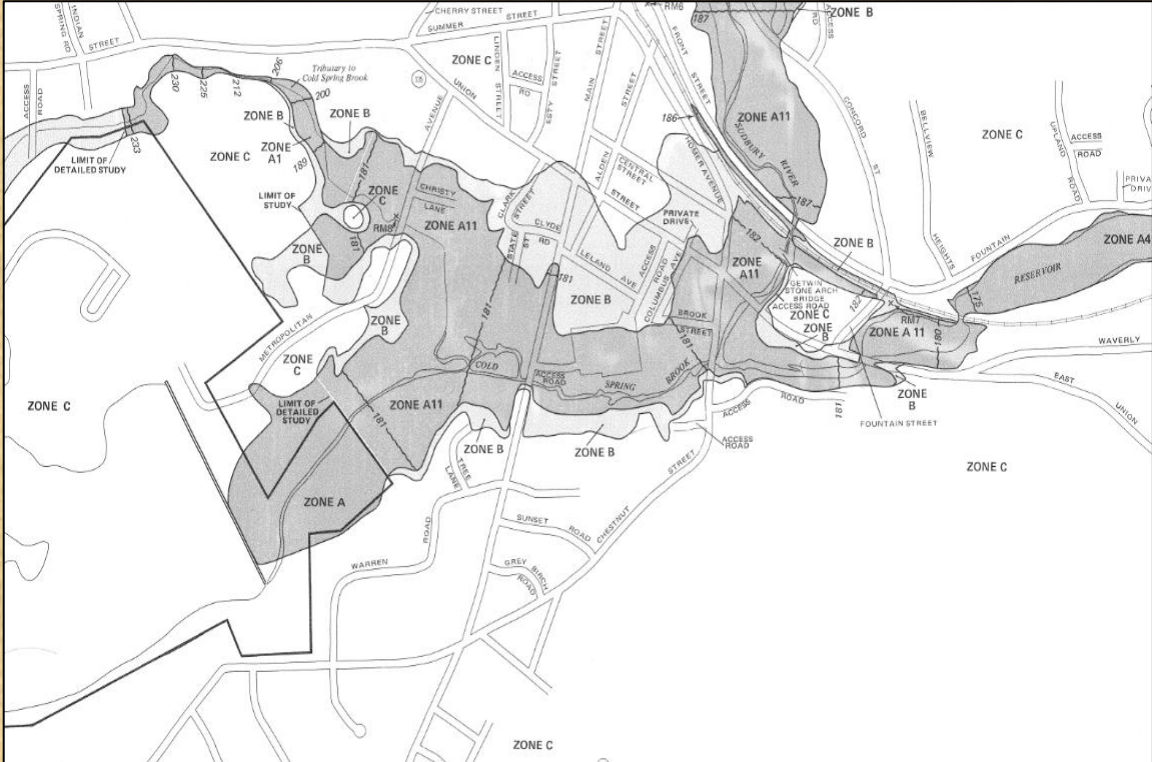 INDIAN
SPRING RD
STREET
CHERRY STREET
SUMMER STREET
RM6
187
ZONE B
ACCESS
RD
ZONE C
LINDEN
STREET
ACCESS
RD
ESTY
STREET
MAIN STREET
STREET
FRONT
STREET
UNION
AVENUE
206
Tributary to
Cold Spring Brook
230
225
212
200
ACCESS
ROAD
233
LIMIT OF
DETAILED STUDY
ZONE B
ZONE B
ZONE C
ZONE
A1
189
181
186
ZONE A11
SUDBURY
RIVER
CONCORD
ST
BELLVIEW
HEIGHTS
ZONE C
UPLAND
ROAD
ACCESS
ROAD
HOMER AVENUE
ALDEN
STREET
CENTRAL
STREET
LIMIT OF
STUDY
ZONE
C
RM8
181
CHRISTY
LANE
ZONE A11
CLARK
STREET
CLYDE
RD
STATE
ST
PRIVATE
DRIVE
187
FOUNTAIN
ZONE A4
RESERVOIR
ZONE
B
LELAND AVE
ACCESS
ROAD
COLUMBUS AVE
182
ZONE
A11
ZONE B
181
ZONE B
GETWIN
STONE ARCH
BRIDGE
ACCESS ROAD
ZONE C
ZONE
B
182
RM7
ZONE A 11
175
180
METROPOLITAN
ZONE
B
181
BROOK
STREET
181
WAVERLY
ZONE
C
COLD
ACCESS
ROAD
SPRING
BROOK
EAST
UNION
ZONE C
LIMIT OF
DETAILED
STUDY
181
ZONE A11
ACCESS
ROAD
181
ZONE
B
FOUNTAIN STREET
ZONE B
ZONE B
ACCESS
ROAD
TREE
LANE
STREET
ZONE C
ZONE A
SUNSET
ROAD
CHESTNUT
ROAD
WARREN
GREY
BIRCH
ROAD
ZONE C